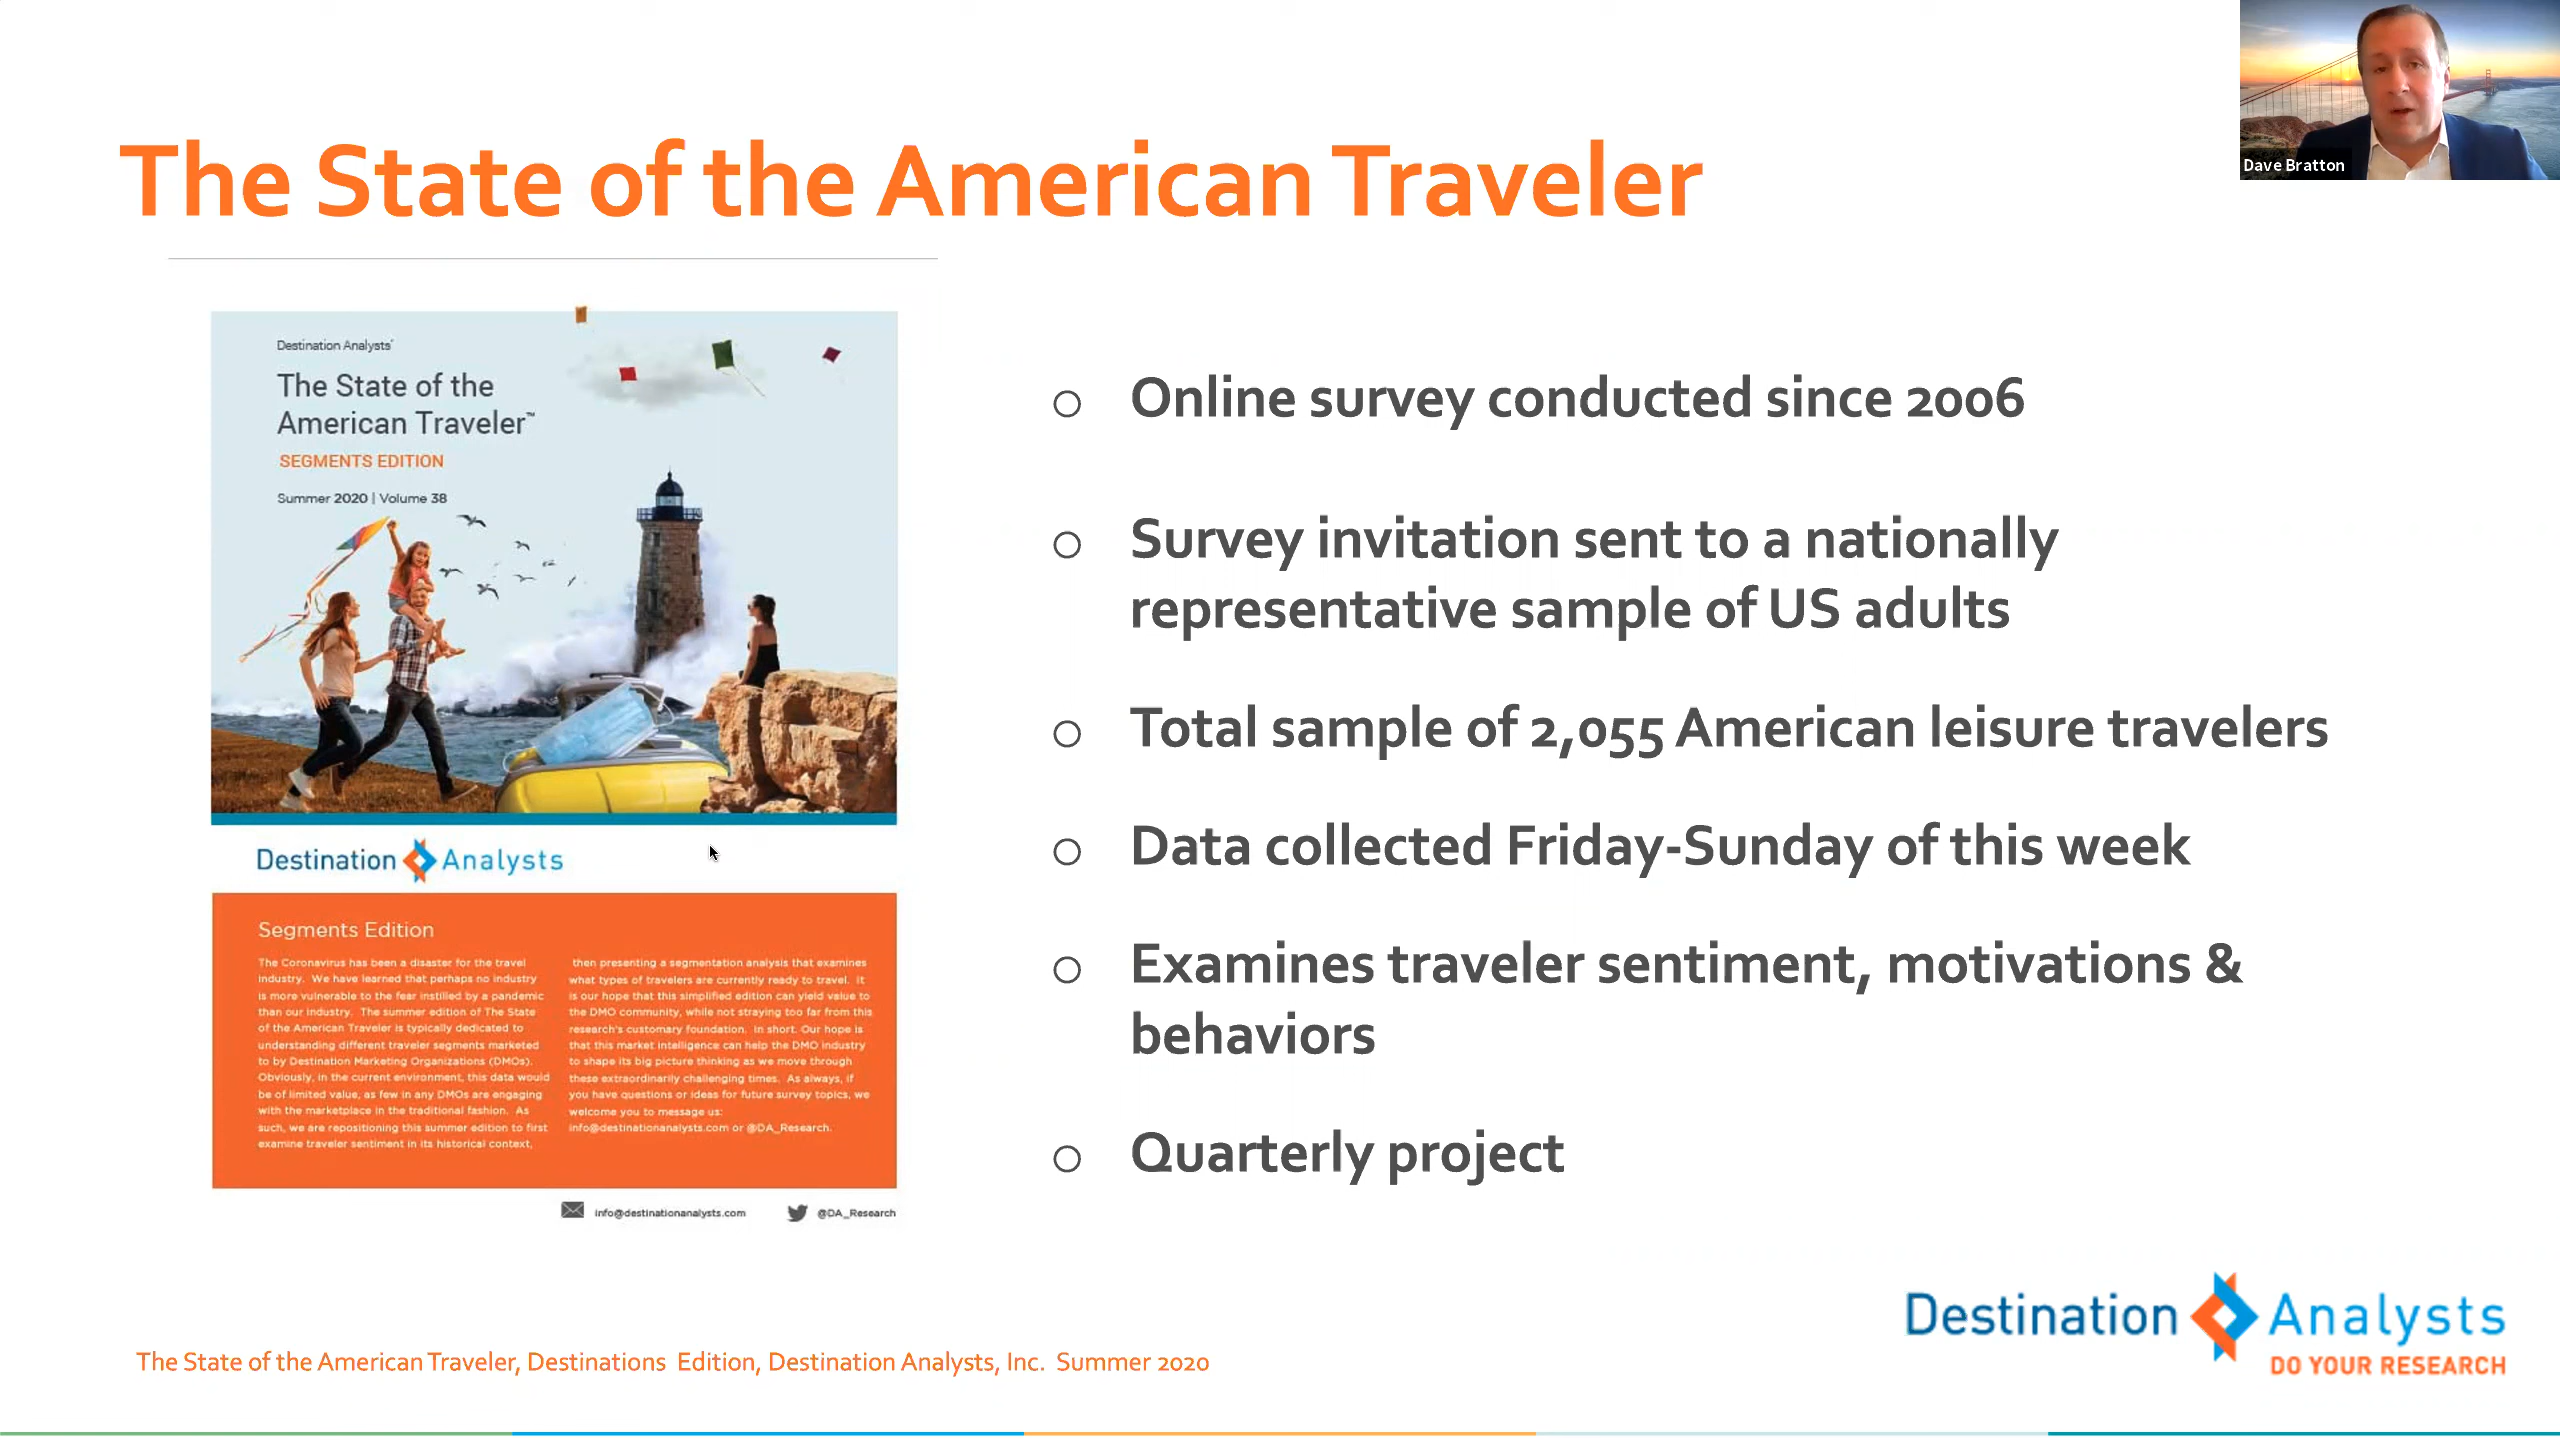 Dave Bratton
The State of the American Traveler
Destination Analysts'
The State of the
American Traveler™
SEGMENTS EDITION
Summer 2020 | Volume 38
Destination Analysts
Segments Edition
The Coronavirus has been a disaster for the travel
industry. We have learned that perhaps no industry
is more vulnerable to the fear instilled by a pandemic
than our industry. The summer edition of The State
of the American Traveler is typically dedicated to
understanding different traveler segments marketed
to by Destination Marketing Organizations (DMOs).
Obviously, in the current environment, this data would
be of limited value, as few in any DMOs are engaging
with the marketplace in the traditional fashion. As
such, we are repositioning this summer edition to first
examine traveler sentiment in its historical context,
then presenting a segmentation analysis that examines
what types of travelers are currently ready to travel. It
is our hope that this simplified edition can yield value to
the DMO community, while not straying too far from this
research's customary foundation. In short. Our hope is
that this market intelligence can help the DMO industry
to shape its big picture thinking as we move through
these extraordinarily challenging times. As always, if
you have questions or ideas for future survey topics, we
welcome you to message us:
info@destinationanalysts.com or @DA_Research.
info@destinationanalysts.com
@DA_Research
Online survey conducted since 2006
Survey invitation sent to a nationally
representative sample of US adults
Total sample of 2,055 American leisure travelers
Data collected Friday-Sunday of this week
Examines traveler sentiment, motivations &
behaviors
Quarterly project
Destination Analysts
DO YOUR RESEARCH
The State of the American Traveler, Destinations Edition, Destination Analysts, Inc. Summer 2020